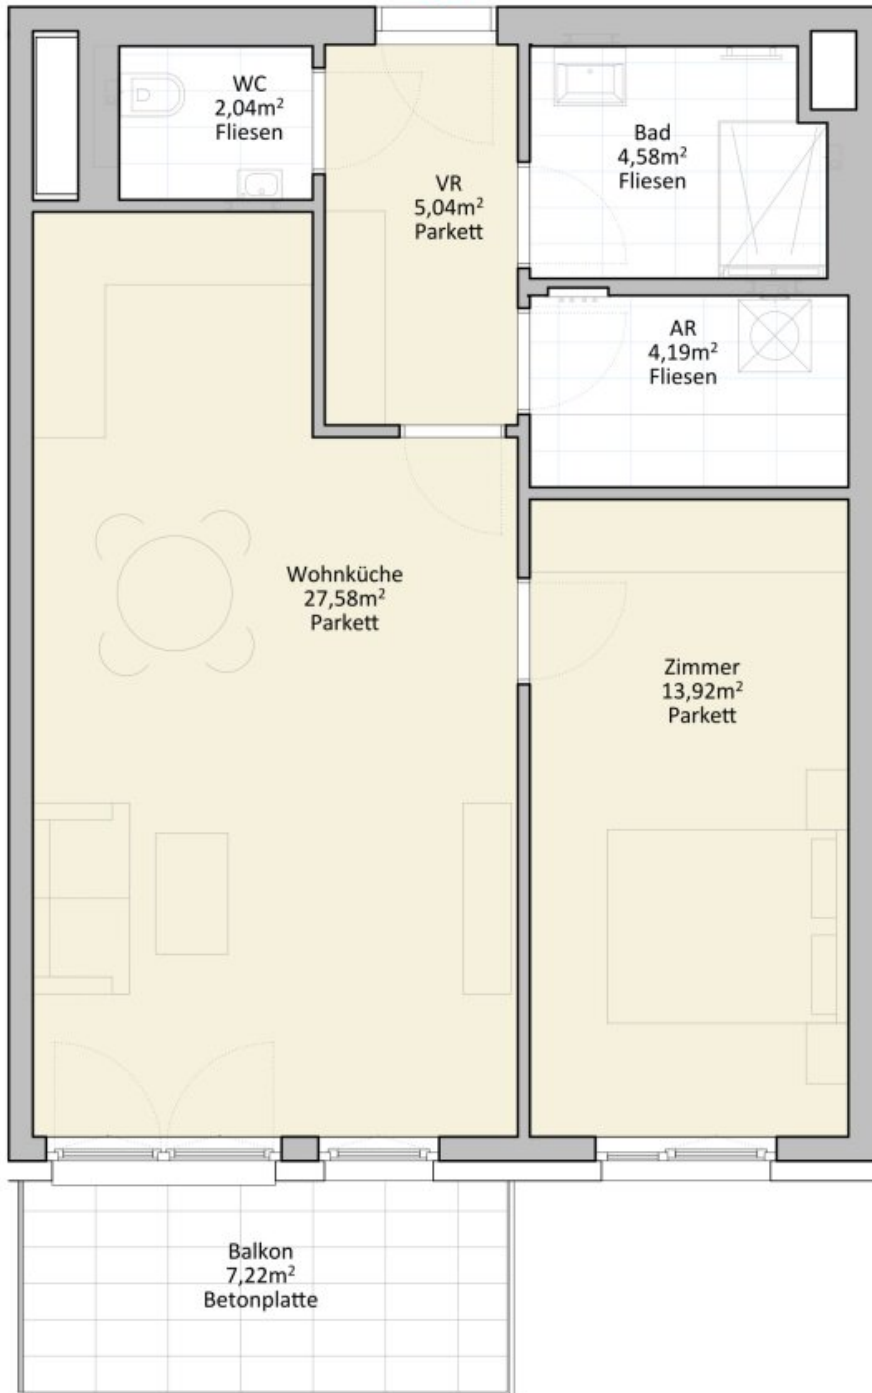 WC
2,04m²
Fliesen
Bad
4,58m²
Fliesen
VR
5,04m²
Parkett
AR
4,19m²
Fliesen
Wohnküche
27,58m²
Parkett
Zimmer
13,92m²
Parkett
Balkon
7,22m²
Betonplatte